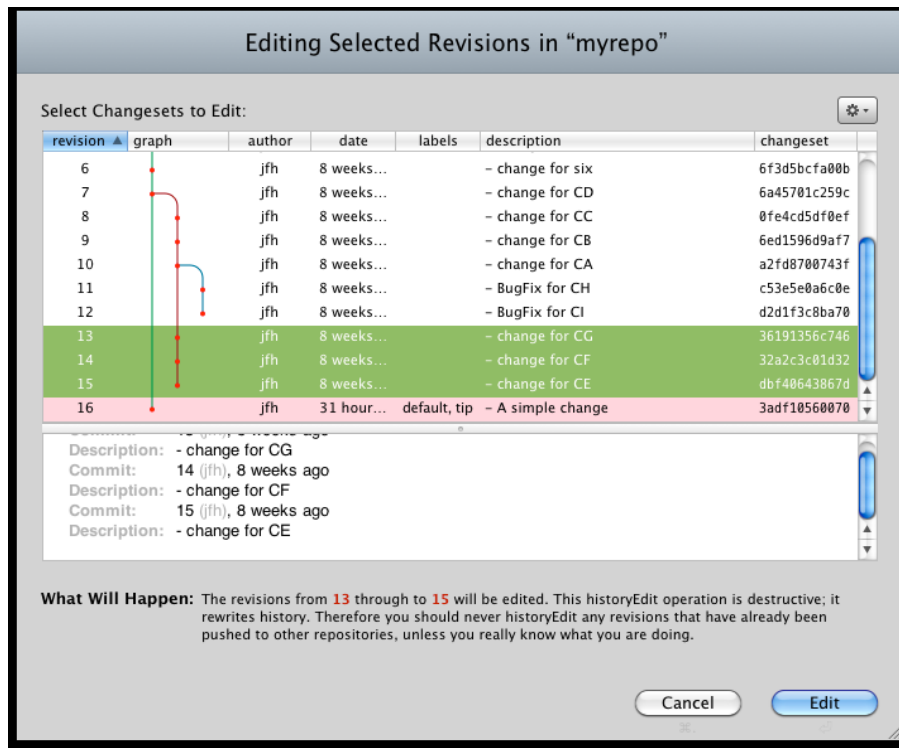 Editing Selected Revisions in “myrepo”
Select Changesets to Edit:
revision graph author date labels description changeset
6 jfh 8 weeks... - change for six 6f3d5bcfa00b
7 jfh 8 weeks... - change for CD 6a45701c259c
8 jfh 8 weeks... - change for CC 0fe4cd5df0ef
9 jfh 8 weeks... - change for CB 6ed1596d9af7
10 jfh 8 weeks... - change for CA a2fd8700743f
11 jfh 8 weeks... - BugFix for CH c53e5e0a6c0e
12 jfh 8 weeks... - BugFix for CI d2d1f3c8ba70
13 jfh 8 weeks... - change for CG 36191356c746
14 jfh 8 weeks... - change for CF 32a2c3c01d32
15 jfh 8 weeks... - change for CE dbf40643867d
16 jfh 31 hour... default, tip - A simple change 3adf10560070
Description: - change for CG
Commit: 14 (jfh), 8 weeks ago
Description: - change for CF
Commit: 15 (jfh), 8 weeks ago
Description: - change for CE
What Will Happen: The revisions from 13 through to 15 will be edited. This historyEdit operation is destructive; it
rewrites history. Therefore you should never historyEdit any revisions that have already been
pushed to other repositories, unless you really know what you are doing.
Cancel Edit